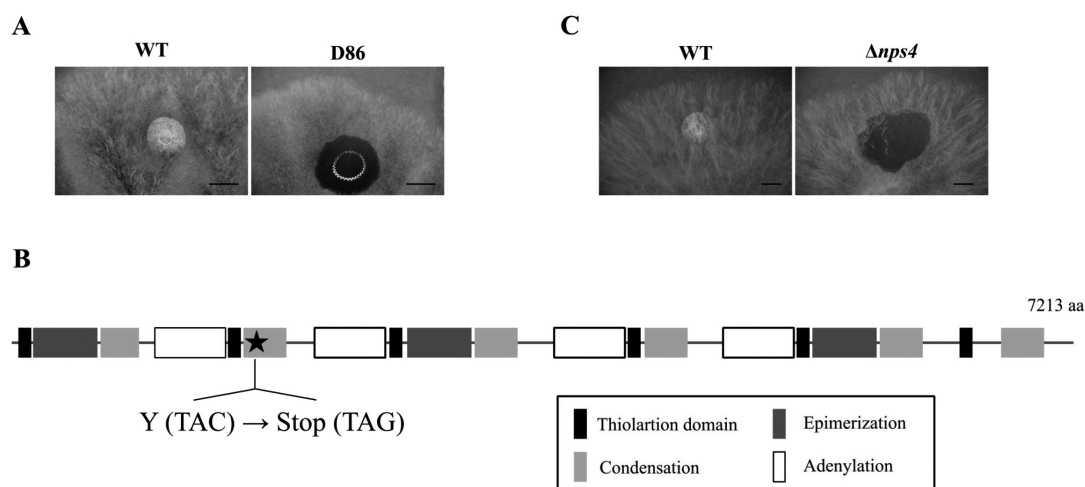 A
WT
D86
C
WT
Δnps4
B
7213 aa
Y (TAC) → Stop (TAG)
Thiolartion domain
Epimerization
Condensation
Adenylation